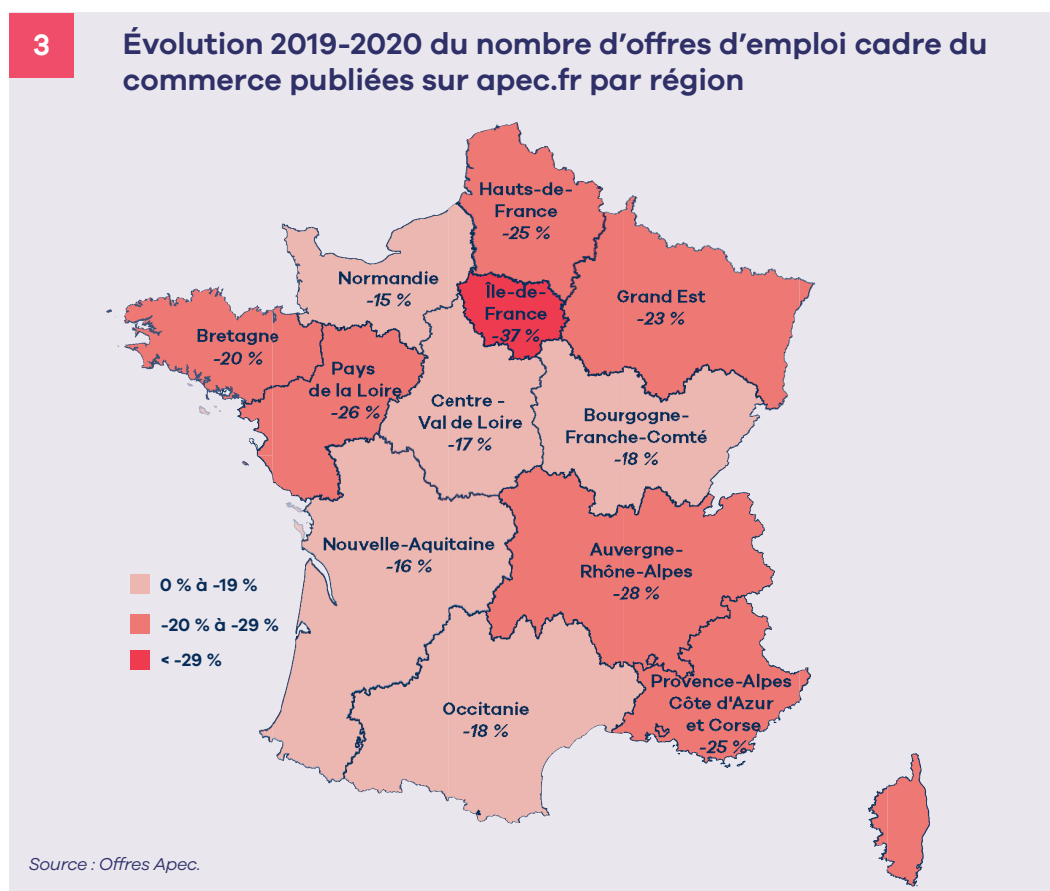 3
Évolution 2019-2020 du nombre d’offres d’emploi cadre du
commerce publiées sur apec.fr par région
Hauts-de-
France
-25 %
Normandie
-15 %
Île-de-
France
-37 %
Grand Est
-23 %
Bretagne
-20 %
Pays
de la Loire
-26 %
Centre -
Val de Loire
-17 %
Bourgogne-
Franche-Comté
-18 %
Nouvelle-Aquitaine
-16 %
Auvergne-
Rhône-Alpes
-28 %
0 % à -19 %
-20 % à -29 %
< -29 %
Provence-Alpes
Côte d'Azur
et Corse
-25 %
Occitanie
-18 %
Source : Offres Apec.